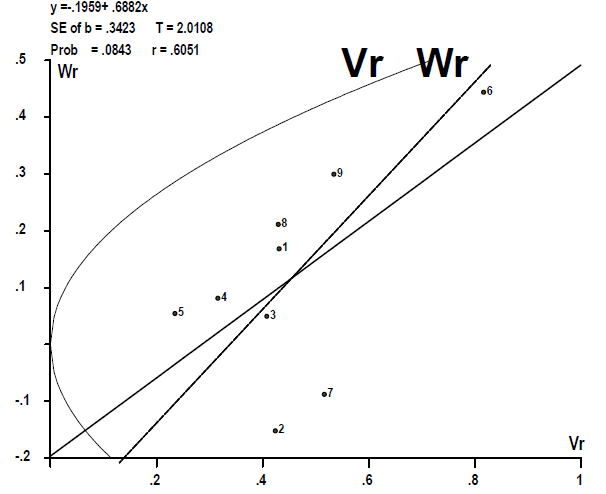 y =-.1959+ .6882x
SE of b = .3423 T = 2.0108
Prob = .0843 r = .6051
Vr Wr
.5
Wr
6
.4
.3
9
8
.2
1
.1
4
5
3
7
-.1
2
Vr
-.2
.2 .4 .6 .8 1